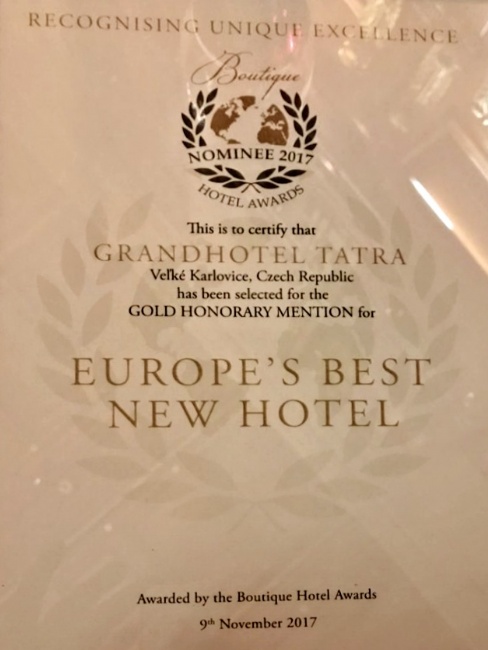 RECOGNISING UNIQUE EXCELLENCE
Boutique
NOMINEE 2017
HOTEL AWARDS
This is to certify that
GRANDHOTEL TATRA
Veľké Karlovice, Czech Republic
has been selected for the
GOLD HONORARY MENTION for
EUROPE'S BEST
NEW HOTEL
Awarded by the Boutique Hotel Awards
9th November 2017